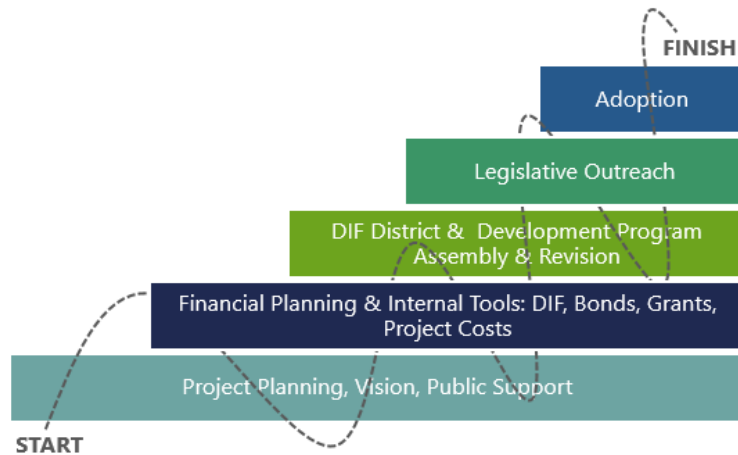 FINISH
Adoption
Legislative Outreach
DIF District & Development Program
Assembly & Revision
Financial Planning & Internal Tools: DIF, Bonds, Grants,
Project Costs
Project Planning, Vision, Public Support
START